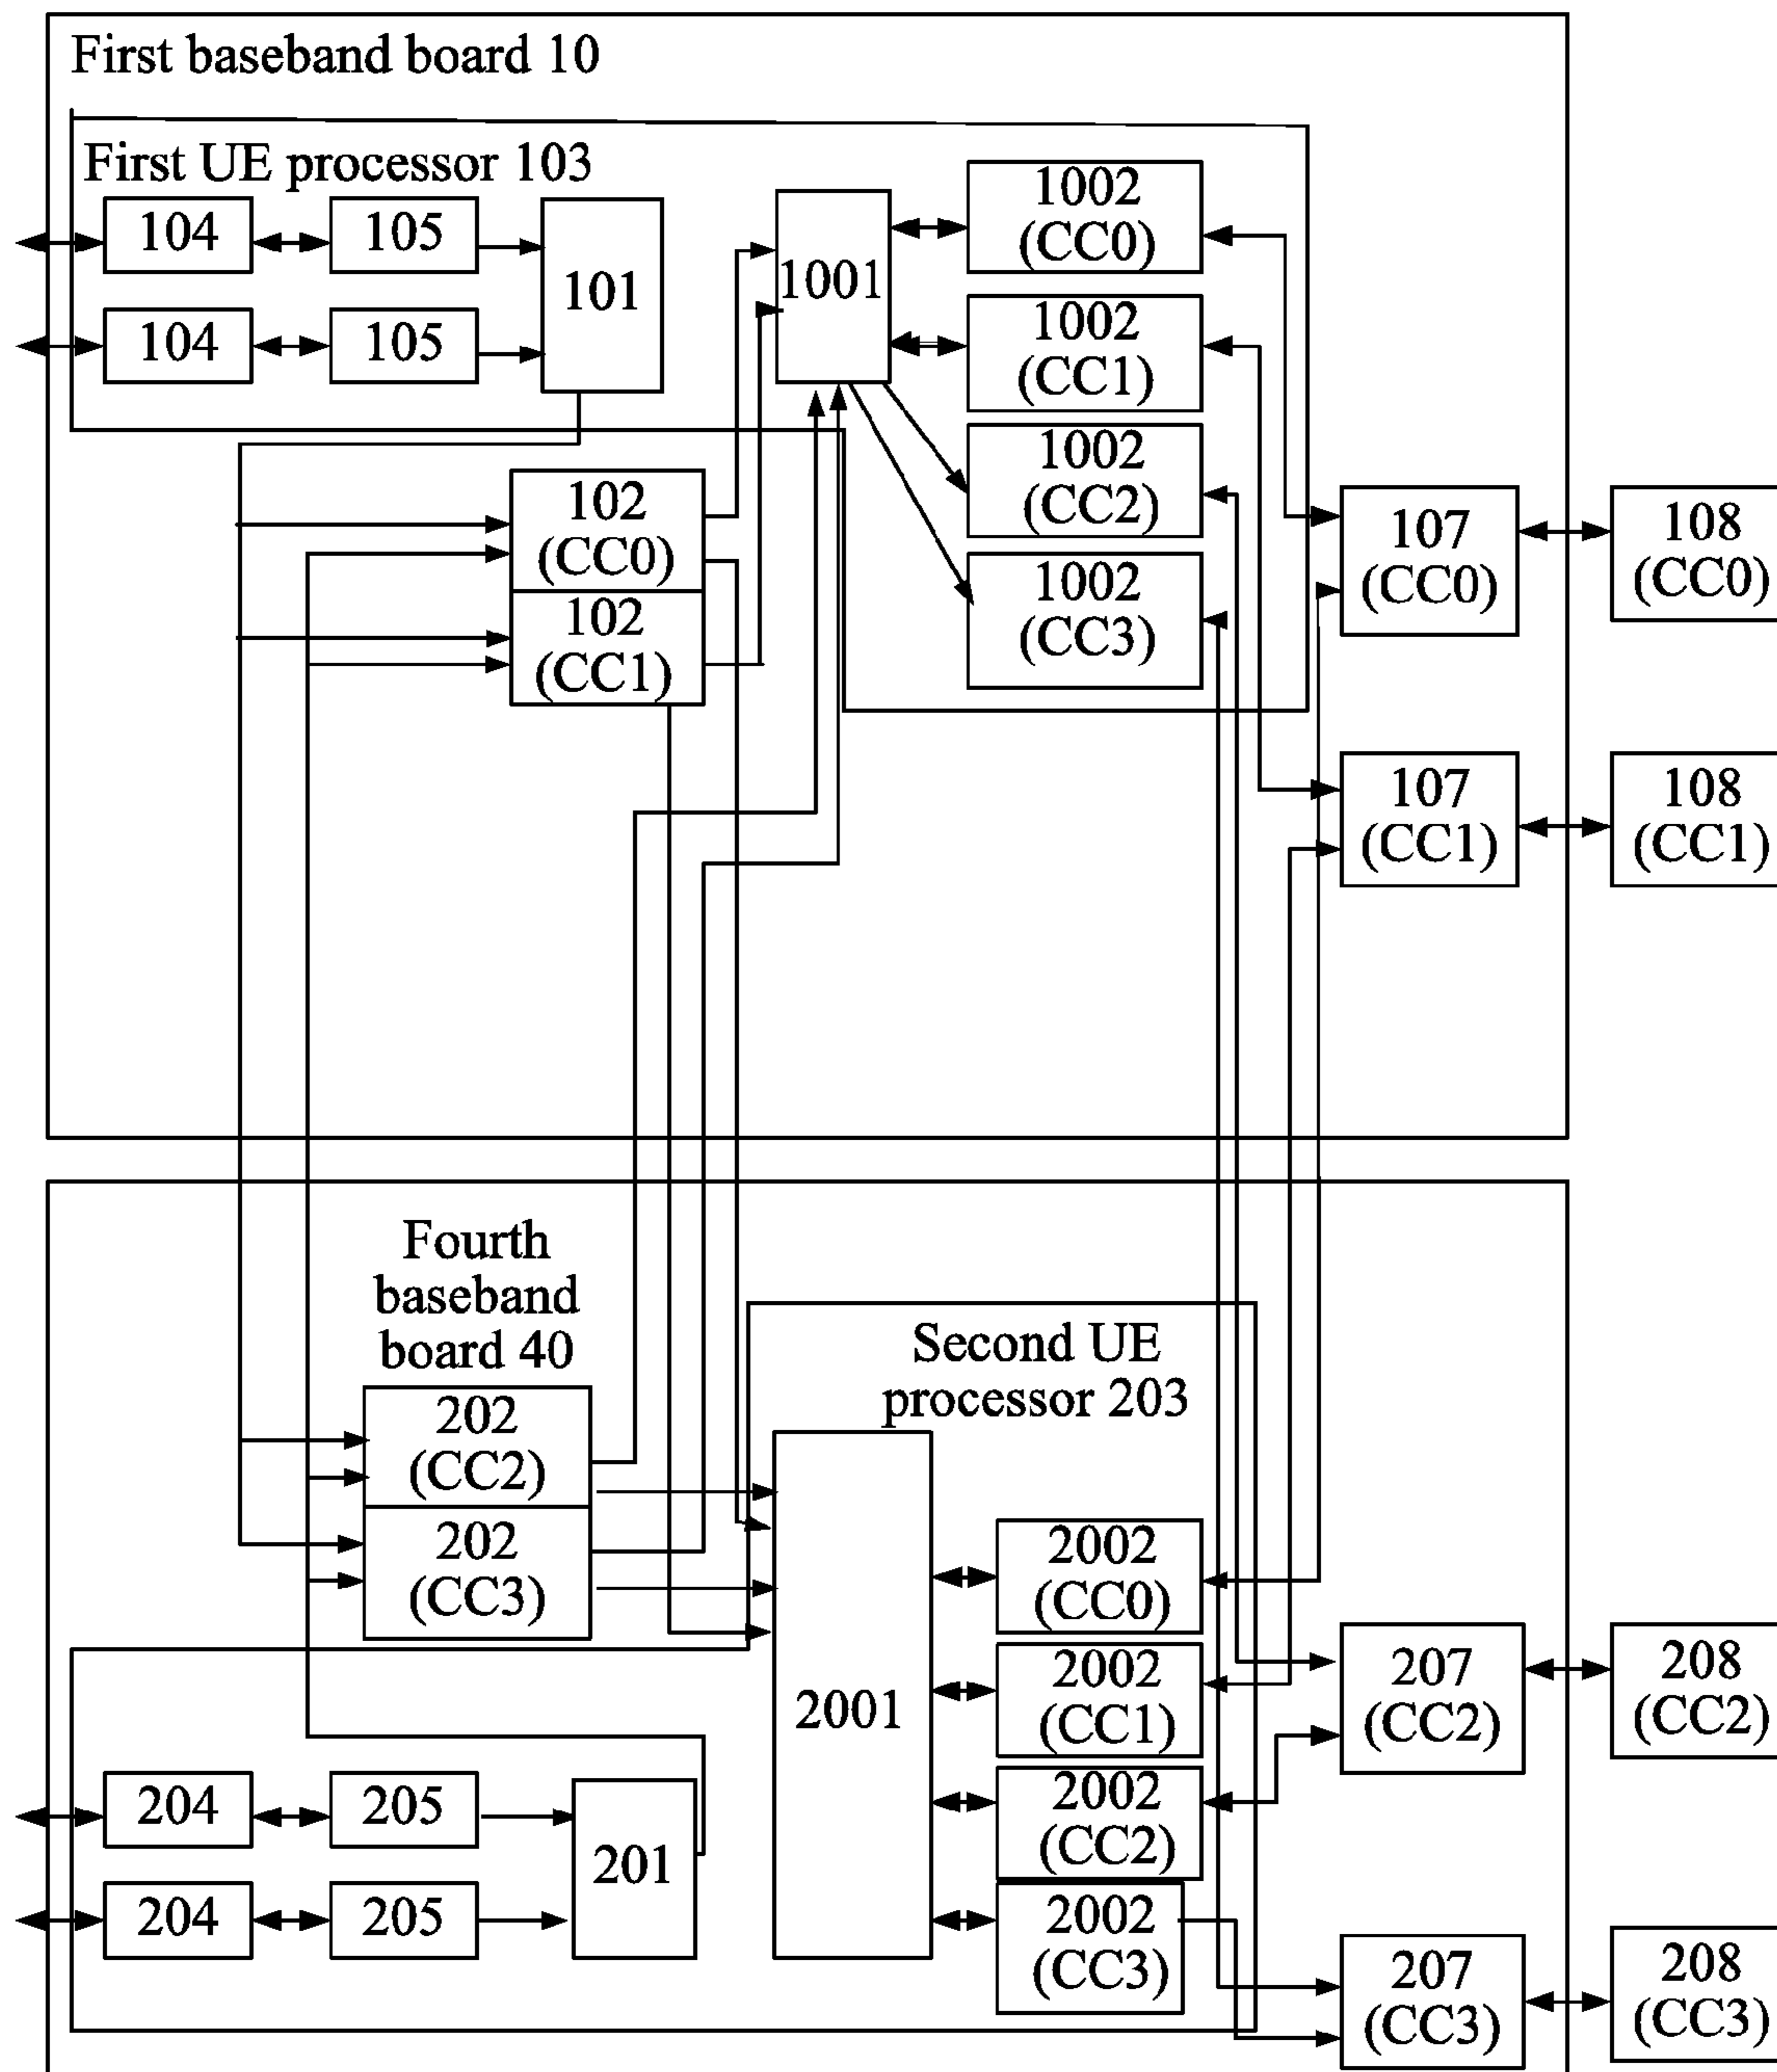 First baseband board 10
First UE processor 103
104
105
101
104
105
1001
1002
(CC0)
1002
(CC1)
1002
(CC2)
1002
(CC3)
102
(CC0)
102
(CC1)
107
(CC0)
108
(CC0)
107
(CC1)
108
(CC1)
Fourth
baseband
board 40
Second UE
processor 203
202
(CC2)
202
(CC3)
2001
2002
(CC0)
2002
(CC1)
2002
(CC2)
2002
(CC3)
204
205
201
204
205
207
(CC2)
208
(CC2)
207
(CC3)
208
(CC3)